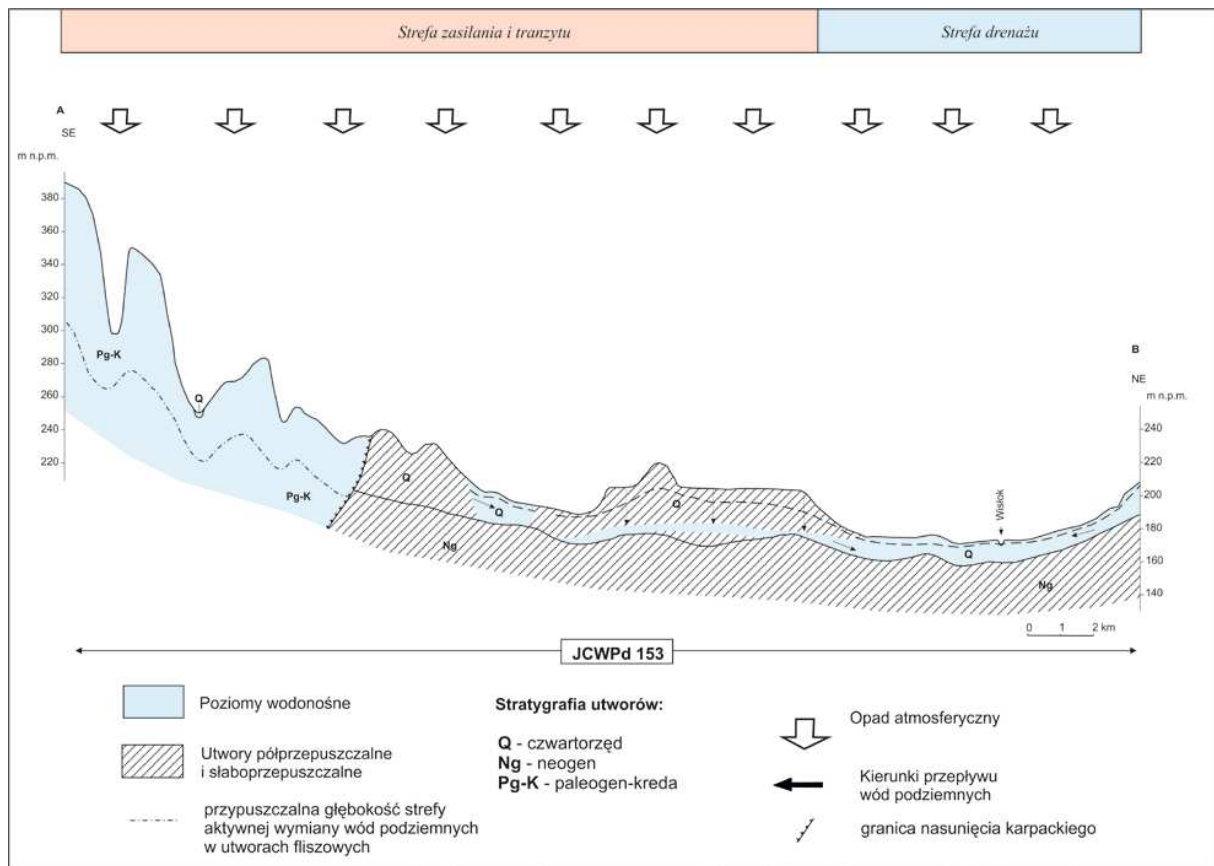 Strefa zasilania i tranzytu
Strefa drenażu
A
SE
m n.p.m.
380
360
340
320
300
280
260
240
220
Pg-K
Q
Pg-K
Q
Ng
Q
Q
Wisłok
Q
Ng
B
NE
m n.p.m.
240
220
200
180
160
140
0 1 2 km
JCWPd 153
Poziomy wodonośne
Utwory półprzepuszczalne
i słaboprzepuszczalne
przypuszczalna głębokość strefy
aktywnej wymiany wód podziemnych
w utworach fliszowych
Stratygrafia utworów:
Q - czwartorzęd
Ng - neogen
Pg-K - paleogen-kreda
Opad atmosferyczny
Kierunki przepływu
wód podziemnych
granica nasunięcia karpackiego